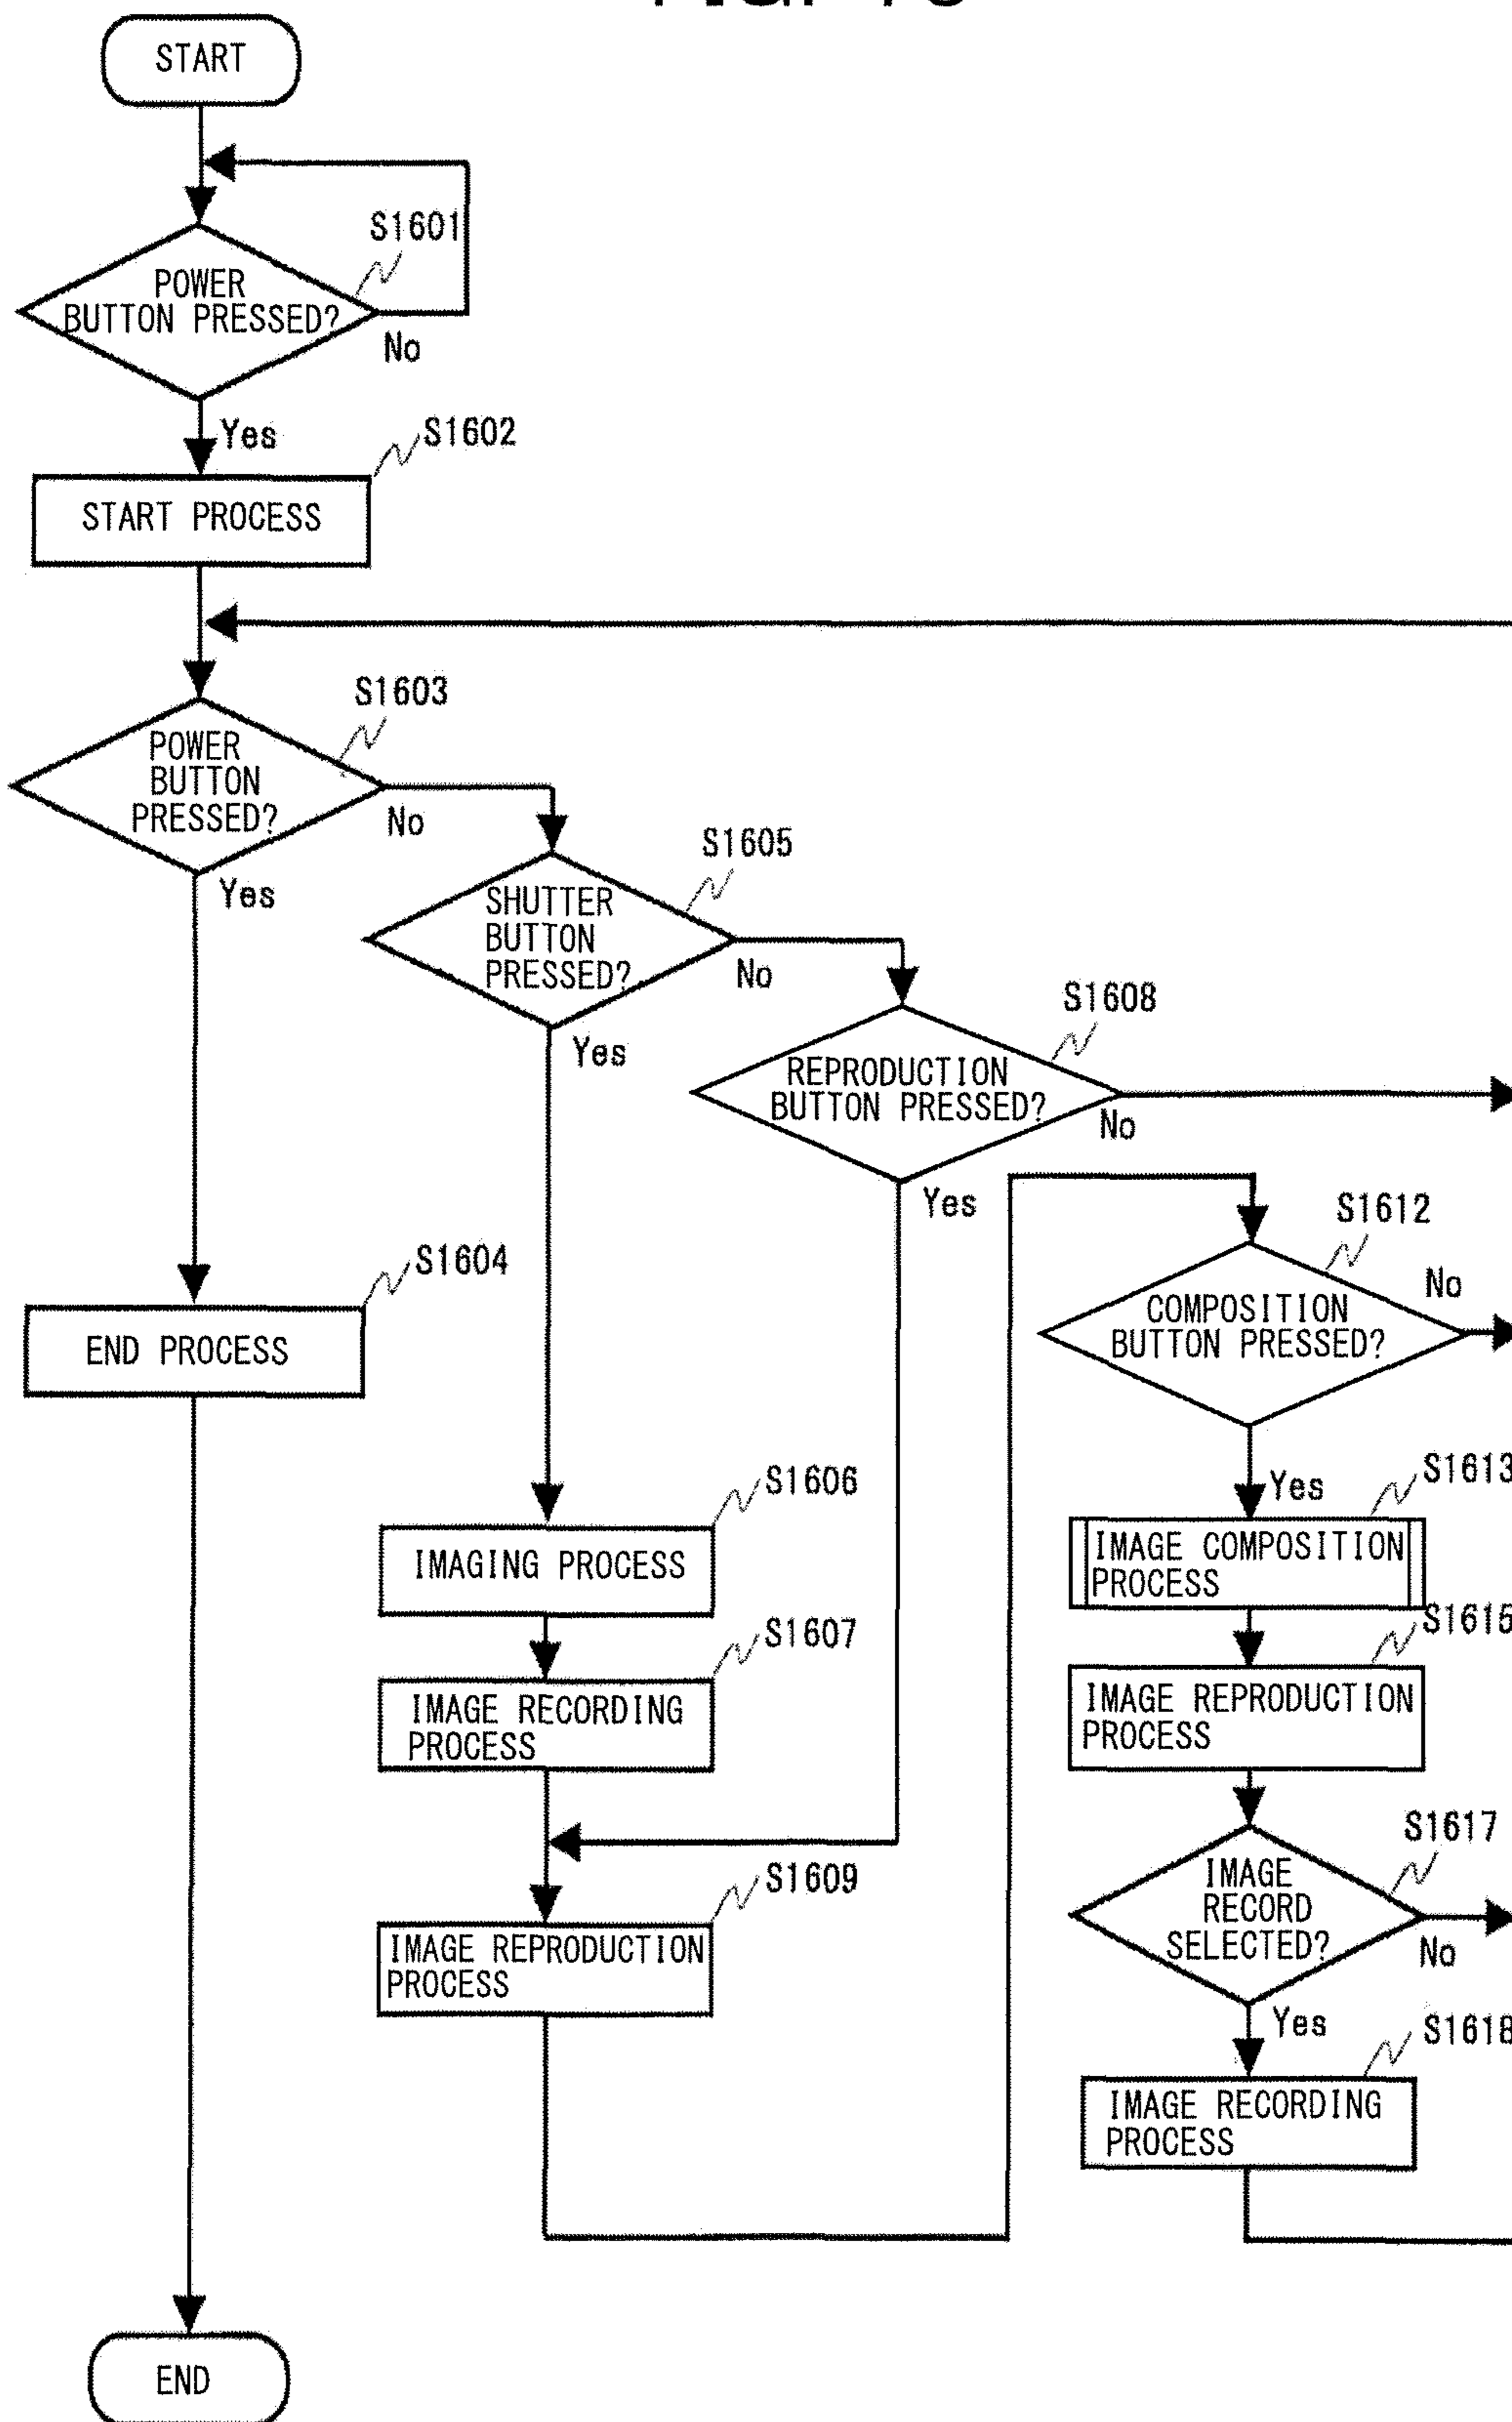 START
S1601
POWER
BUTTON PRESSED?
No
Yes
S1602
START PROCESS
S1603
POWER
BUTTON
PRESSED?
No
Yes
S1605
SHUTTER
BUTTON
PRESSED?
No
Yes
S1608
REPRODUCTION
BUTTON PRESSED?
No
Yes
S1604
END PROCESS
S1612
No
COMPOSITION
BUTTON PRESSED?
Yes
S1606
IMAGING PROCESS
S1613
IMAGE COMPOSITION
PROCESS
S1607
IMAGE RECORDING
PROCESS
S1615
IMAGE REPRODUCTION
PROCESS
S1609
IMAGE REPRODUCTION
PROCESS
S1617
IMAGE
RECORD
SELECTED?
No
Yes
S1618
IMAGE RECORDING
PROCESS
END